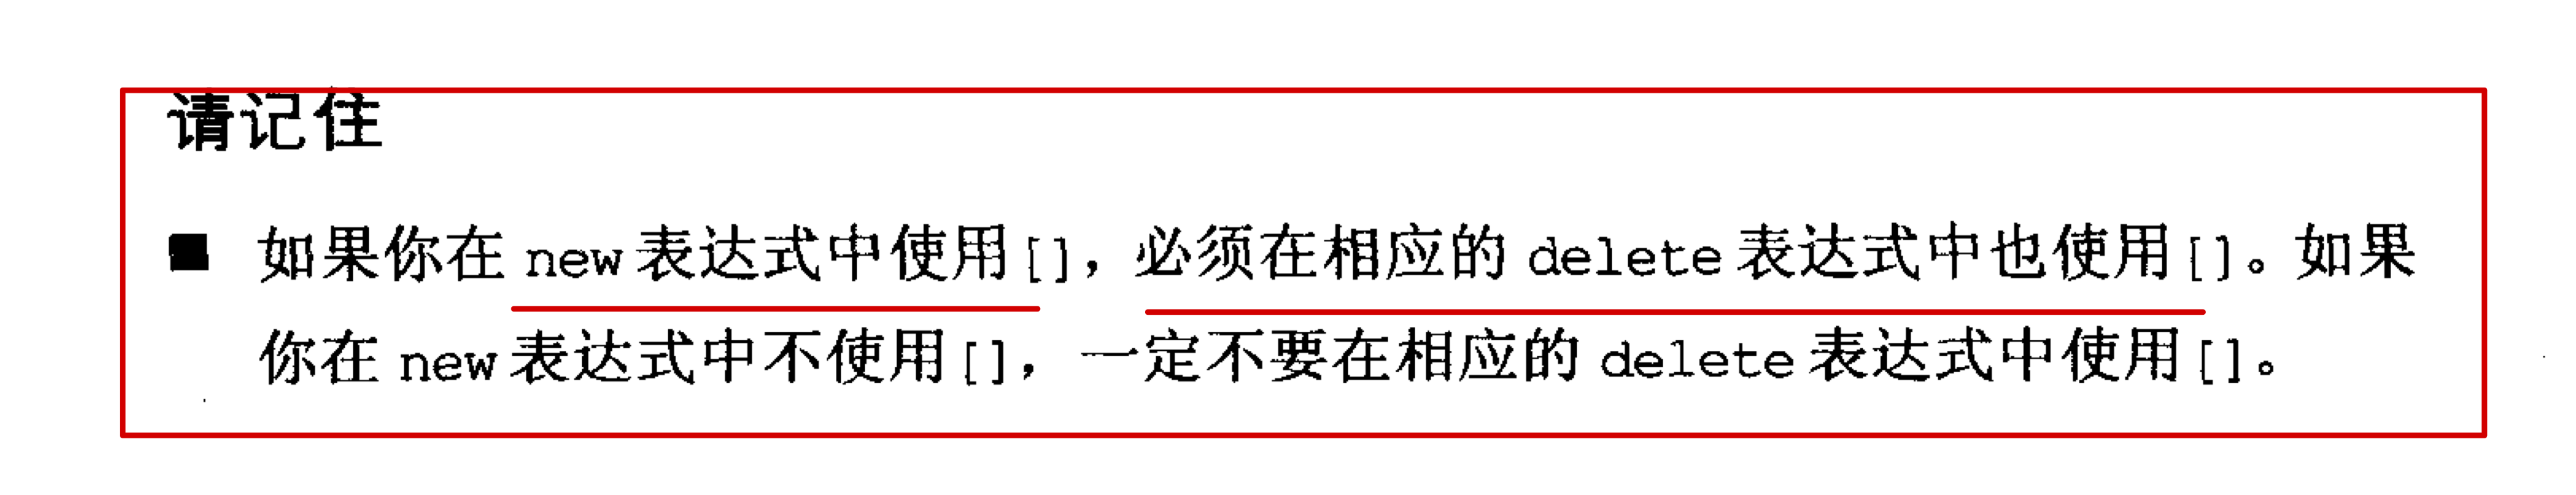 请记住
■ 如果你在 new 表达式中使用[]，必须在相应的 delete 表达式中也使用[]。如果
你在 new 表达式中不使用[]，一定不要在相应的 delete 表达式中使用[]。